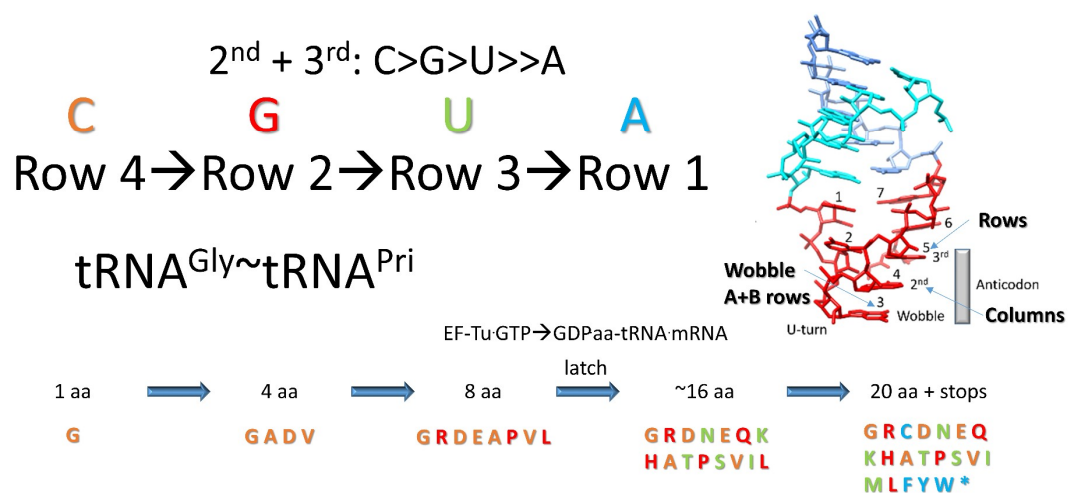 2nd + 3rd: C>G>U>>A
C G U A
Row 4→Row 2→Row 3→Row 1
tRNAGly~tRNAPri
1
7
6
Rows
5
3rd
2
4
2nd
Anticodon
Wobble
A+B rows
3
Wobble
Columns
U-turn
EF-Tu·GTP→GDPaa-tRNA·mRNA
latch
1 aa
4 aa
8 aa
~16 aa
20 aa + stops
G
G A D V
G R D E A P V L
G R D N E Q K
H A T P S V I L
G R C D N E Q
K H A T P S V I
M L F Y W *